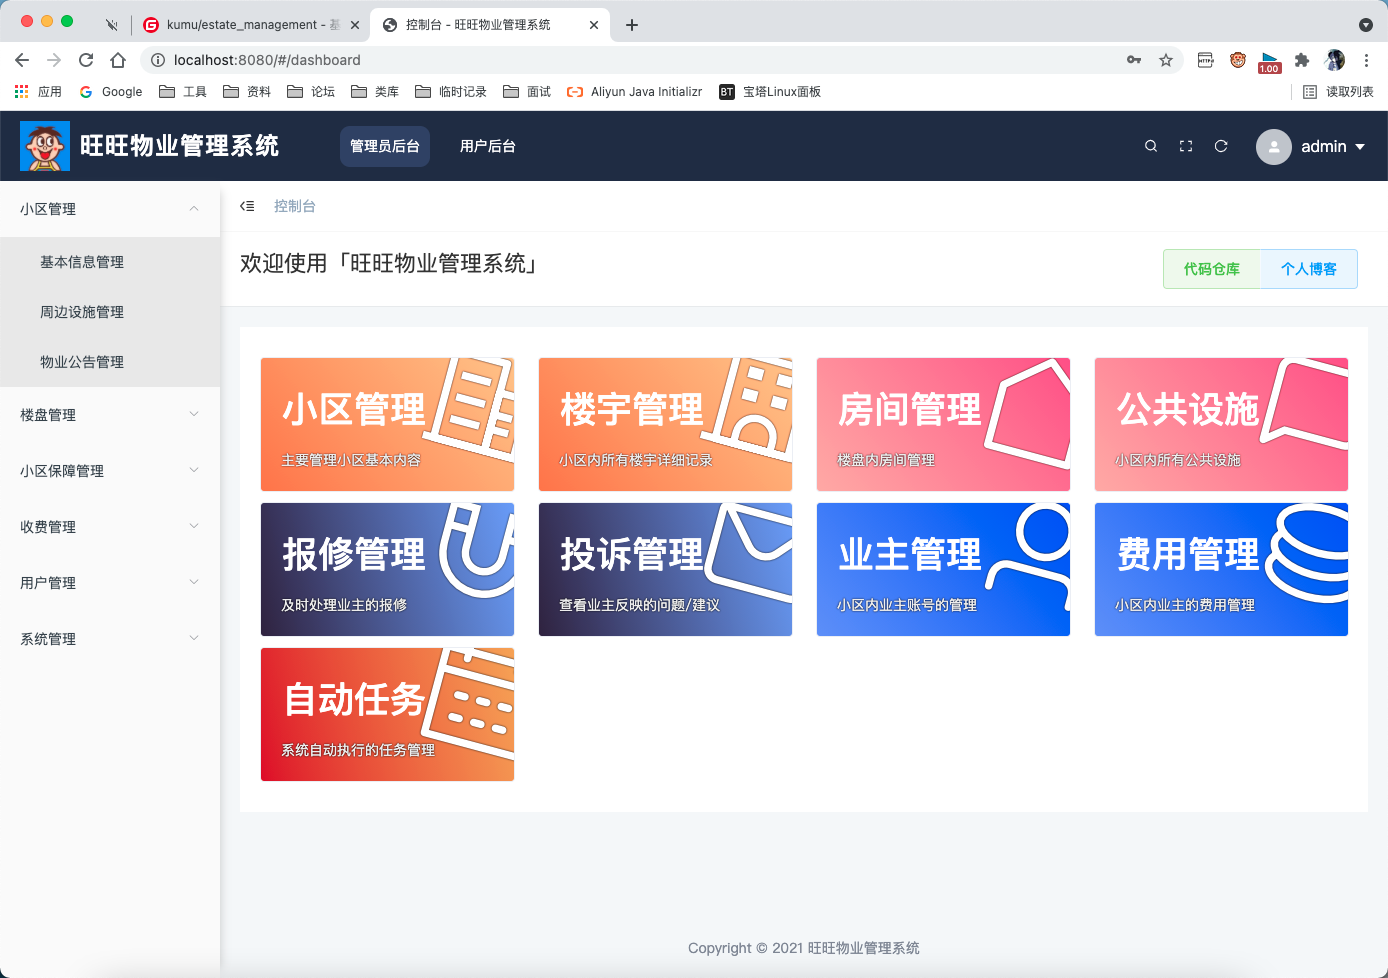 kumu/estate_management - 基
控制台 - 旺旺物业管理系统
localhost:8080/#/dashboard
1.00
应用 Google 工具 资料 论坛 类库 临时记录 面试 Aliyun Java Initializr BT 宝塔Linux面板 读取列表
旺旺物业管理系统 管理员后台 用户后台 admin
小区管理
基本信息管理
周边设施管理
物业公告管理
楼盘管理
小区保障管理
收费管理
用户管理
系统管理
控制台
欢迎使用「旺旺物业管理系统」
代码仓库 个人博客
小区管理
主要管理小区基本内容
楼宇管理
小区内所有楼宇详细记录
房间管理
楼盘内房间管理
公共设施
小区内所有公共设施
报修管理
及时处理业主的报修
投诉管理
查看业主反映的问题/建议
业主管理
小区内业主账号的管理
费用管理
小区内业主的费用管理
自动任务
系统自动执行的任务管理
Copyright © 2021 旺旺物业管理系统